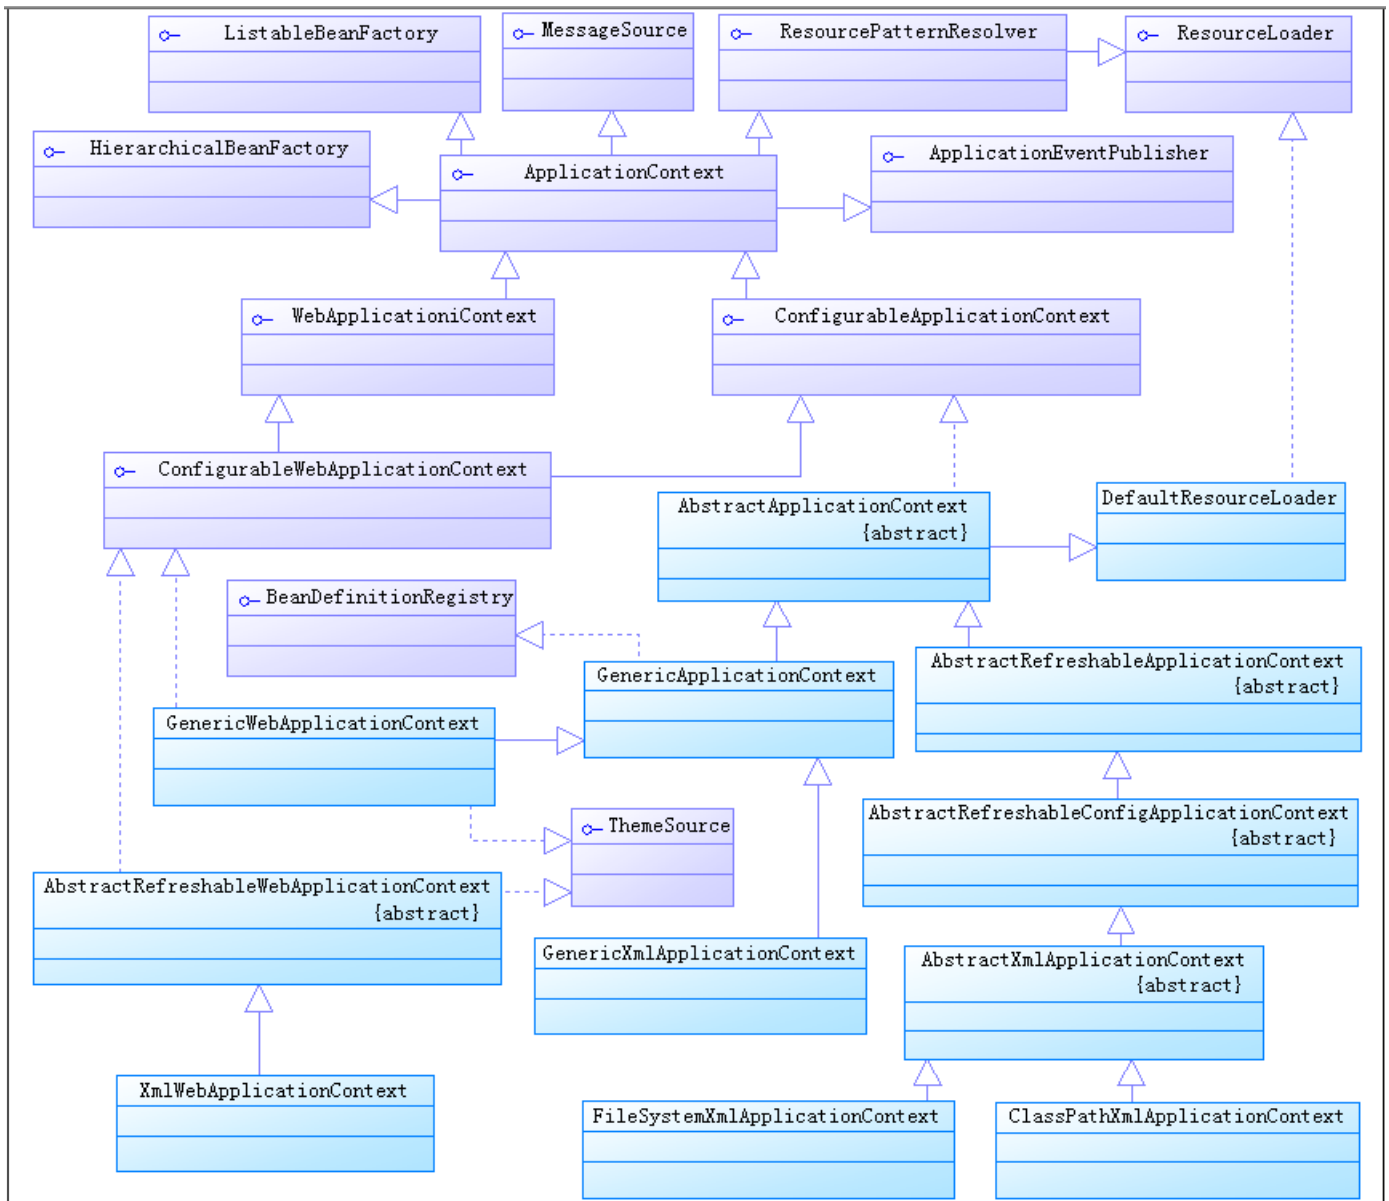 ListableBeanFactory
MessageSource
ResourcePatternResolver
ResourceLoader
HierarchicalBeanFactory
ApplicationContext
ApplicationEventPublisher
WebApplicationiContext
ConfigurableApplicationContext
ConfigurableWebApplicationContext
AbstractApplicationContext
{abstract}
DefaultResourceLoader
BeanDefinitionRegistry
GenericApplicationContext
AbstractRefreshableApplicationContext
{abstract}
GenericWebApplicationContext
ThemeSource
AbstractRefreshableConfigApplicationContext
{abstract}
AbstractRefreshableWebApplicationContext
{abstract}
GenericXmlApplicationContext
AbstractXmlApplicationContext
{abstract}
XmlWebApplicationContext
FileSystemXmlApplicationContext
ClassPathXmlApplicationContext